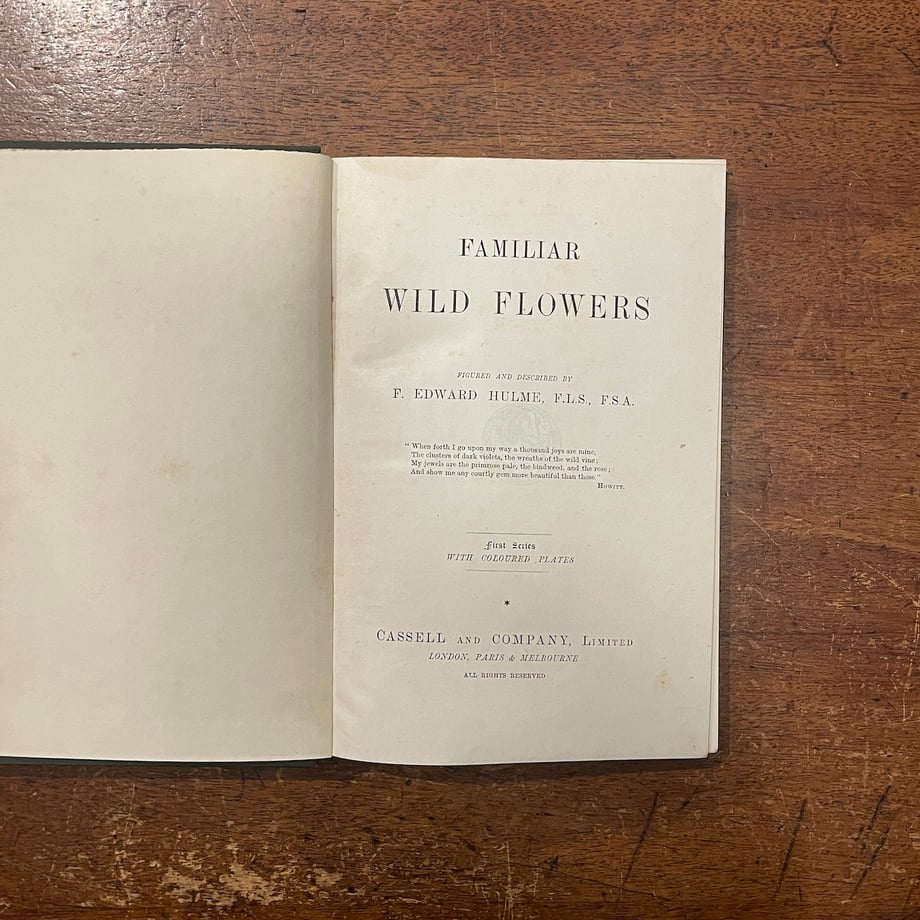 FAMILIAR
WILD FLOWERS
FIGURED AND DESCRIBED BY
F. EDWARD HULME, F.L.S., F.S.A.
“ When forth I go upon my way a thousand joys are mine,
The clusters of dark violets, the wreaths of the wild vine;
My jewels are the primrose pale, the bindweed, and the rose;
And show me any courtly gem more beautiful than those.”
HOWITT.
First Series
WITH COLOURED PLATES
*
CASSELL AND COMPANY, LIMITED
LONDON, PARIS & MELBOURNE
ALL RIGHTS RESERVED